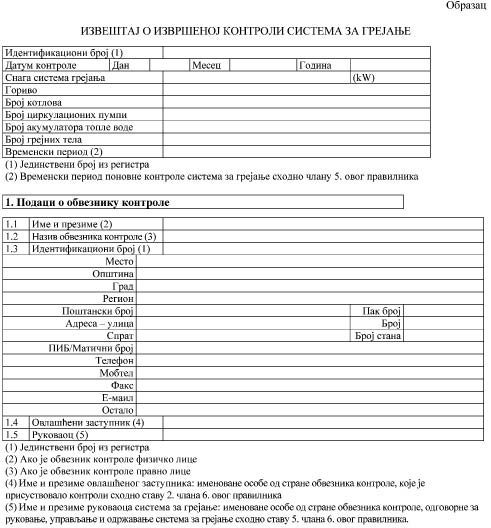 Образац
ИЗВЕШТАЈ О ИЗВРШЕНОЈ КОНТРОЛИ СИСТЕМА ЗА ГРЕЈАЊЕ
Идентификациони број (1)
Датум контроле Дан Месец Година
Снага система грејања (kW)
Гориво
Број котлова
Број циркулационих пумпи
Број акумулатора топле воде
Број грејних тела
Временски период (2)
(1) Јединствени број из регистра
(2) Временски период поновне контроле система за грејање сходно члану 5. овог правилника
1. Подаци о обвезнику контроле
1.1 Име и презиме (2)
1.2 Назив обвезника контроле (3)
1.3 Идентификациони број (1)
Место
Општина
Град
Регион
Поштански број Пак број
Адреса – улица Број
Спрат Број стана
ПИБ/Матични број
Телефон
Мобтел
Факс
Е-маил
Остало
1.4 Овлашћени заступник (4)
1.5 Руковаоц (5)
(1) Јединствени број из регистра
(2) Ако је обвезник контроле физичко лице
(3) Ако је обвезник контроле правно лице
(4) Име и презиме овлашћеног заступника: именоване особе од стране обвезника контроле, које је
присуствовало контроли сходно ставу 2. члана 6. овог правилника
(5) Име и презиме руковаоца система за грејање: именоване особе од стране обвезника контроле, одговорне за
руковање, управљање и одржавање система за грејање сходно ставу 5. члана 6. овог правилника.